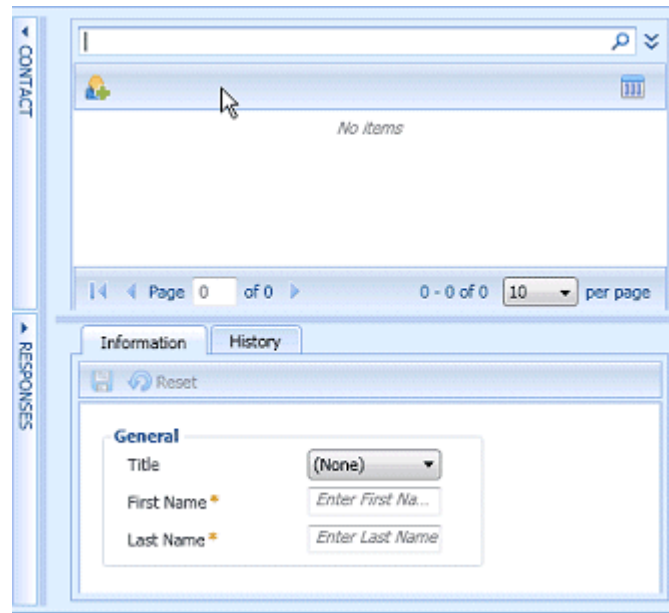 CONTACT
No items
Page 0 of 0 0 - 0 of 0 10 per page
RESPONSES
Information History
Reset
General
Title (None)
First Name * Enter First Na...
Last Name * Enter Last Name